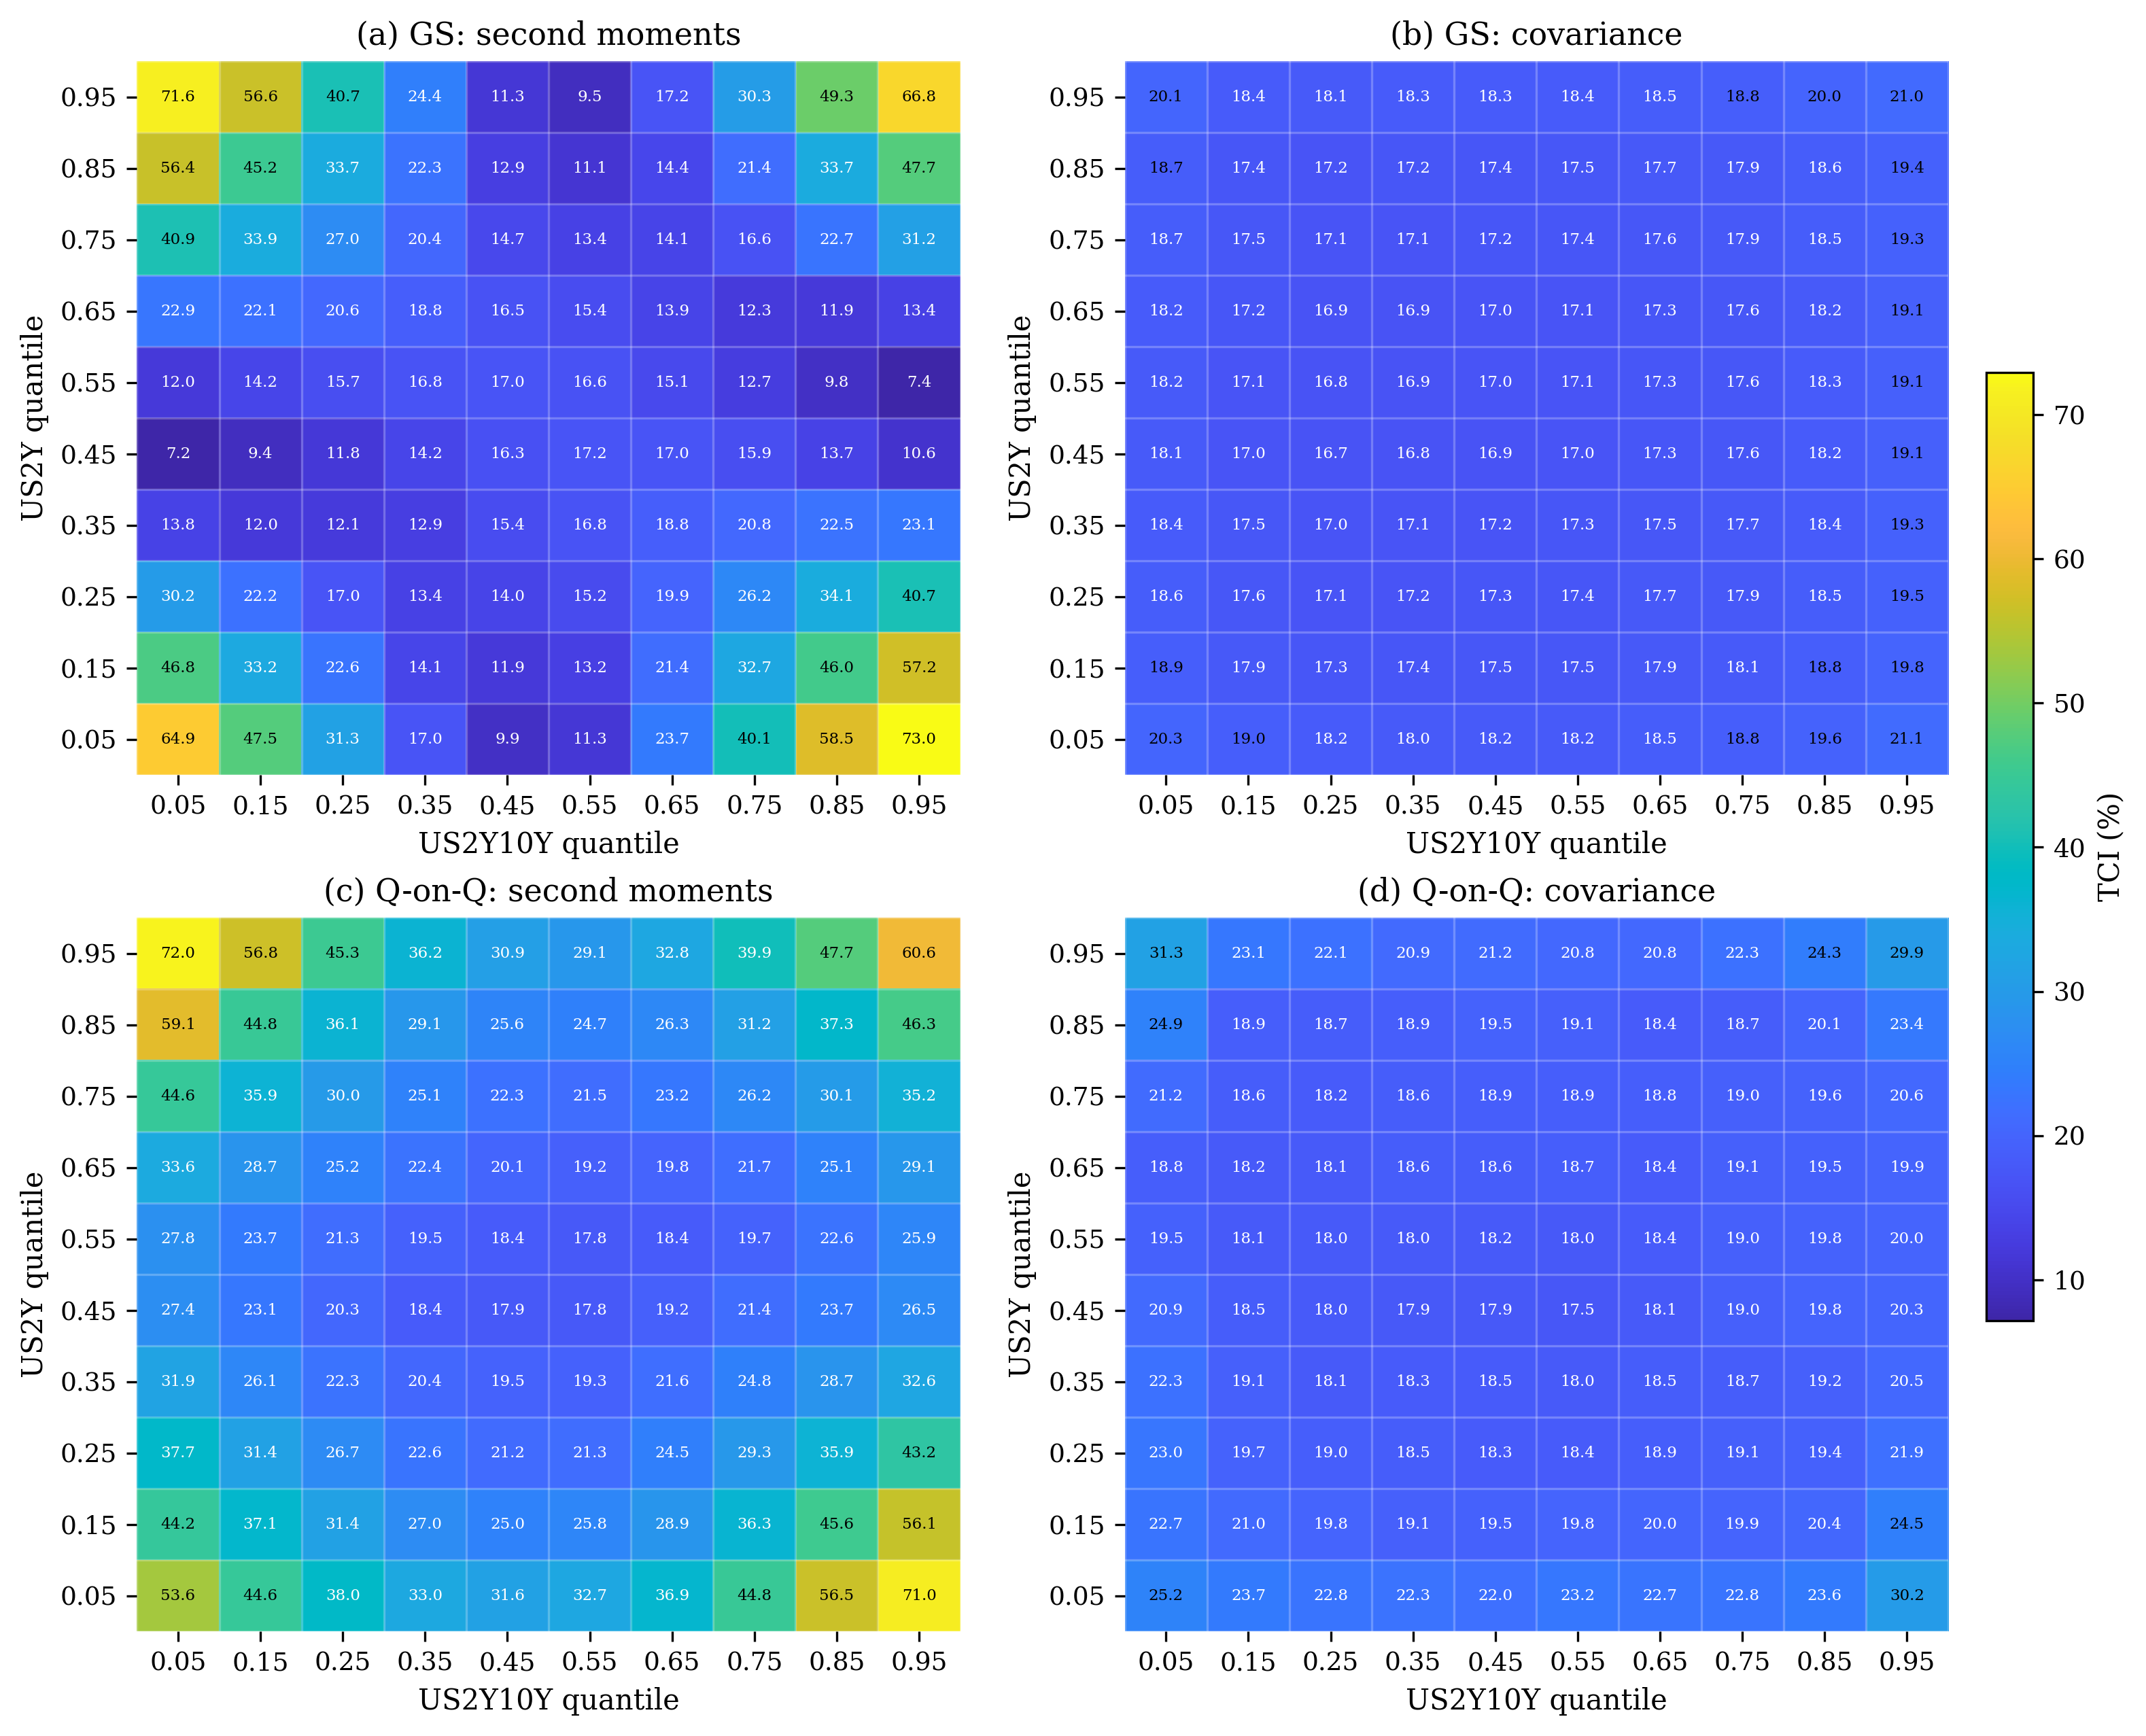 (a) GS: second moments
0.95 71.6 56.6 40.7 24.4 11.3 9.5 17.2 30.3 49.3 66.8
0.85 56.4 45.2 33.7 22.3 12.9 11.1 14.4 21.4 33.7 47.7
0.75 40.9 33.9 27.0 20.4 14.7 13.4 14.1 16.6 22.7 31.2
0.65 22.9 22.1 20.6 18.8 16.5 15.4 13.9 12.3 11.9 13.4
0.55 12.0 14.2 15.7 16.8 17.0 16.6 15.1 12.7 9.8 7.4
0.45 7.2 9.4 11.8 14.2 16.3 17.2 17.0 15.9 13.7 10.6
0.35 13.8 12.0 12.1 12.9 15.4 16.8 18.8 20.8 22.5 23.1
0.25 30.2 22.2 17.0 13.4 14.0 15.2 19.9 26.2 34.1 40.7
0.15 46.8 33.2 22.6 14.1 11.9 13.2 21.4 32.7 46.0 57.2
0.05 64.9 47.5 31.3 17.0 9.9 11.3 23.7 40.1 58.5 73.0
0.05 0.15 0.25 0.35 0.45 0.55 0.65 0.75 0.85 0.95
US2Y10Y quantile
US2Y quantile
(b) GS: covariance
0.95 20.1 18.4 18.1 18.3 18.3 18.4 18.5 18.8 20.0 21.0
0.85 18.7 17.4 17.2 17.2 17.4 17.5 17.7 17.9 18.6 19.4
0.75 18.7 17.5 17.1 17.1 17.2 17.4 17.6 17.9 18.5 19.3
0.65 18.2 17.2 16.9 16.9 17.0 17.1 17.3 17.6 18.2 19.1
0.55 18.2 17.1 16.8 16.9 17.0 17.1 17.3 17.6 18.3 19.1
0.45 18.1 17.0 16.7 16.8 16.9 17.0 17.3 17.6 18.2 19.1
0.35 18.4 17.5 17.0 17.1 17.2 17.3 17.5 17.7 18.4 19.3
0.25 18.6 17.6 17.1 17.2 17.3 17.4 17.7 17.9 18.5 19.5
0.15 18.9 17.9 17.3 17.4 17.5 17.5 17.9 18.1 18.8 19.8
0.05 20.3 19.0 18.2 18.0 18.2 18.2 18.5 18.8 19.6 21.1
0.05 0.15 0.25 0.35 0.45 0.55 0.65 0.75 0.85 0.95
US2Y10Y quantile
US2Y quantile
(c) Q-on-Q: second moments
0.95 72.0 56.8 45.3 36.2 30.9 29.1 32.8 39.9 47.7 60.6
0.85 59.1 44.8 36.1 29.1 25.6 24.7 26.3 31.2 37.3 46.3
0.75 44.6 35.9 30.0 25.1 22.3 21.5 23.2 26.2 30.1 35.2
0.65 33.6 28.7 25.2 22.4 20.1 19.2 19.8 21.7 25.1 29.1
0.55 27.8 23.7 21.3 19.5 18.4 17.8 18.4 19.7 22.6 25.9
0.45 27.4 23.1 20.3 18.4 17.9 17.8 19.2 21.4 23.7 26.5
0.35 31.9 26.1 22.3 20.4 19.5 19.3 21.6 24.8 28.7 32.6
0.25 37.7 31.4 26.7 22.6 21.2 21.3 24.5 29.3 35.9 43.2
0.15 44.2 37.1 31.4 27.0 25.0 25.8 28.9 36.3 45.6 56.1
0.05 53.6 44.6 38.0 33.0 31.6 32.7 36.9 44.8 56.5 71.0
0.05 0.15 0.25 0.35 0.45 0.55 0.65 0.75 0.85 0.95
US2Y10Y quantile
US2Y quantile
(d) Q-on-Q: covariance
0.95 31.3 23.1 22.1 20.9 21.2 20.8 20.8 22.3 24.3 29.9
0.85 24.9 18.9 18.7 18.9 19.5 19.1 18.4 18.7 20.1 23.4
0.75 21.2 18.6 18.2 18.6 18.9 18.9 18.8 19.0 19.6 20.6
0.65 18.8 18.2 18.1 18.6 18.6 18.7 18.4 19.1 19.5 19.9
0.55 19.5 18.1 18.0 18.0 18.2 18.0 18.4 19.0 19.8 20.0
0.45 20.9 18.5 18.0 17.9 17.9 17.5 18.1 19.0 19.8 20.3
0.35 22.3 19.1 18.1 18.3 18.5 18.0 18.5 18.7 19.2 20.5
0.25 23.0 19.7 19.0 18.5 18.3 18.4 18.9 19.1 19.4 21.9
0.15 22.7 21.0 19.8 19.1 19.5 19.8 20.0 19.9 20.4 24.5
0.05 25.2 23.7 22.8 22.3 22.0 23.2 22.7 22.8 23.6 30.2
0.05 0.15 0.25 0.35 0.45 0.55 0.65 0.75 0.85 0.95
US2Y10Y quantile
US2Y quantile
70
60
50
40
30
20
10
TCI (%)